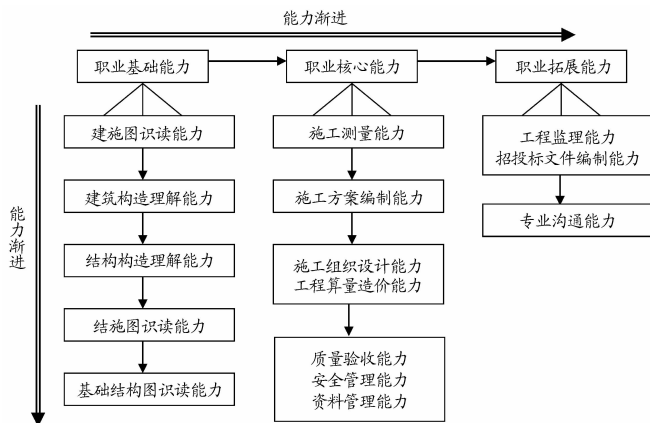 能力渐进
职业基础能力
职业核心能力
职业拓展能力
能力渐进
建施图识读能力
建筑构造理解能力
结构构造理解能力
结施图识读能力
基础结构图识读能力
施工测量能力
施工方案编制能力
施工组织设计能力
工程算量造价能力
质量验收能力
安全管理能力
资料管理能力
工程监理能力
招投标文件编制能力
专业沟通能力